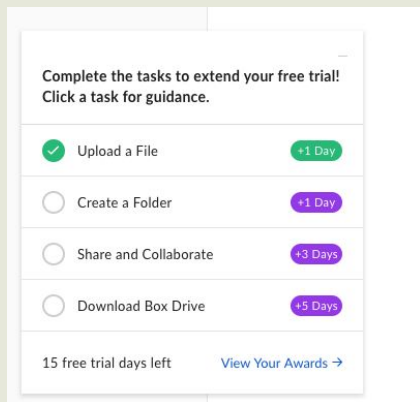 Complete the tasks to extend your free trial!
Click a task for guidance.
Upload a File +1 Day
Create a Folder +1 Day
Share and Collaborate +3 Days
Download Box Drive +5 Days
15 free trial days left View Your Awards →